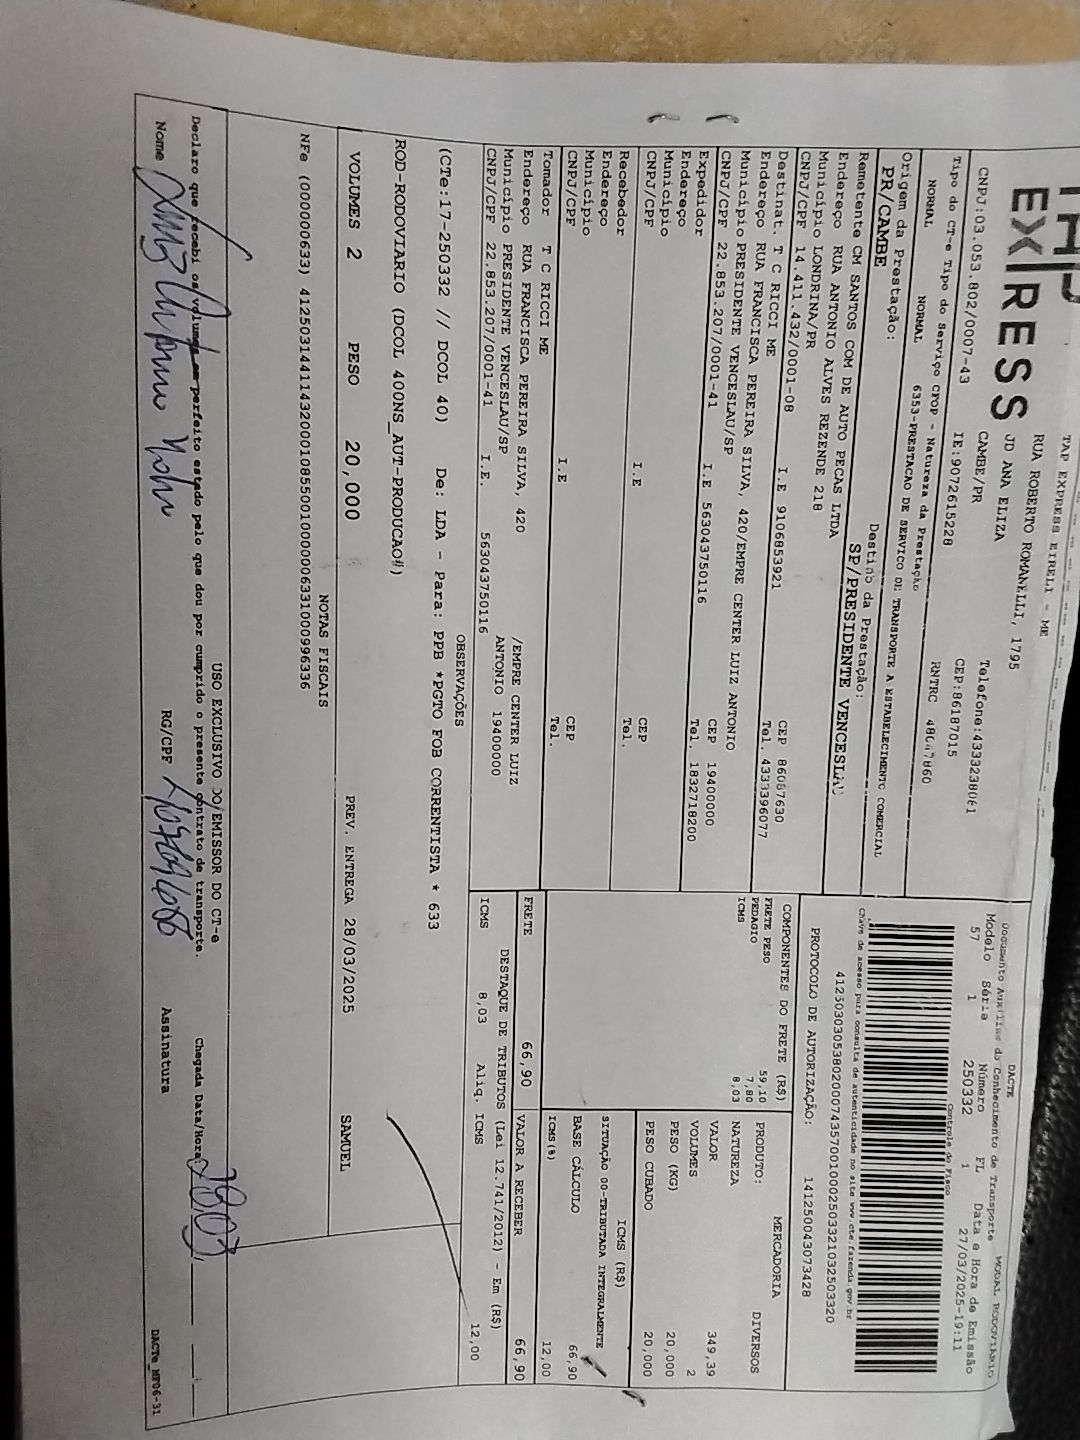 TAP
EXPRESS
TAP EXPRESS EIRELI - ME
RUA ROBERTO ROMANELLI, 1795
JD ANA ELIZA
CAMBE/PR
Telefone:4333238061
CEP:86187015
CNPJ:03.053.802/0007-43 IE:9072615228
Tipo do CT-e Tipo do Serviço CFOP - Natureza da Prestação RNTRC
NORMAL NORMAL 6353-PRESTACAO DE SERVICO DE TRANSPORTE A ESTABELECIMENTO COMERCIAL
Origem da Prestação: Destino da Prestação:
PR/CAMBE SP/PRESIDENTE VENCESLAU
Remetente CM SANTOS COM DE AUTO PECAS LTDA
Endereço RUA ANTONIO ALVES REZENDE 218
Município LONDRINA/PR CEP 86087630
CNPJ/CPF 14.411.432/0001-08 I.E 9106853921 Tel. 4333396077
Destinat. T C RICCI ME
Endereço RUA FRANCISCA PEREIRA SILVA, 420/EMPRE CENTER LUIZ ANTONIO
Município PRESIDENTE VENCESLAU/SP CEP 19400000
CNPJ/CPF 22.853.207/0001-41 I.E 563043750116 Tel. 1832718200
Expedidor
Endereço
Município CEP
CNPJ/CPF I.E Tel.
Recebedor
Endereço
Município CEP
CNPJ/CPF I.E Tel.
Tomador T C RICCI ME
Endereço RUA FRANCISCA PEREIRA SILVA, 420 /EMPRE CENTER LUIZ
Município PRESIDENTE VENCESLAU/SP ANTONIO 19400000
CNPJ/CPF 22.853.207/0001-41 I.E. 563043750116
DACTE
Documento Auxiliar do Conhecimento de Transporte MODAL RODOVIÁRIO
Modelo Série Número FL Data e Hora de Emissão
57 1 250332 1 27/03/2025-19:11
Controle do Fisco
Chave de acesso para consulta de autenticidade no site www.cte.fazenda.gov.br
41250303053802000743570010002503321032503320
PROTOCOLO DE AUTORIZAÇÃO: 141250043073428
COMPONENTES DO FRETE (R$)
FRETE PESO 59,10
PEDAGIO 7,80
ICMS 8,03
PRODUTO: MERCADORIA
NATUREZA DIVERSOS
VALOR 349,39
VOLUMES 2
PESO (KG) 20,000
PESO CUBADO 20,000
ICMS (R$)
SITUAÇÃO 00-TRIBUTADA INTEGRALMENTE
BASE CÁLCULO 66,90
ICMS(%) 12,00
FRETE 66,90 VALOR A RECEBER 66,90
DESTAQUE DE TRIBUTOS (Lei 12.741/2012) - Em (R$)
ICMS 8,03 Aliq. ICMS 12,00
OBSERVAÇÕES
(CTe:17-250332 // DCOL 40) De: LDA - Para: PPB *PGTO FOB CORRENTISTA * 633
ROD-RODOVIARIO (DCOL 400NS_AUT-PRODUCAO#)
VOLUMES 2 PESO 20,000 PREV. ENTREGA 28/03/2025 SAMUEL
NOTAS FISCAIS
NFe (000000633) 41250314411432000108550010000006331000996336
USO EXCLUSIVO DO EMISSOR DO CT-e
Declaro que recebi os volumes em perfeito estado pelo que dou por cumprido o presente contrato de transporte. Chegada Data/Hora
Nome RG/CPF Assinatura
DACTe_MF06-31